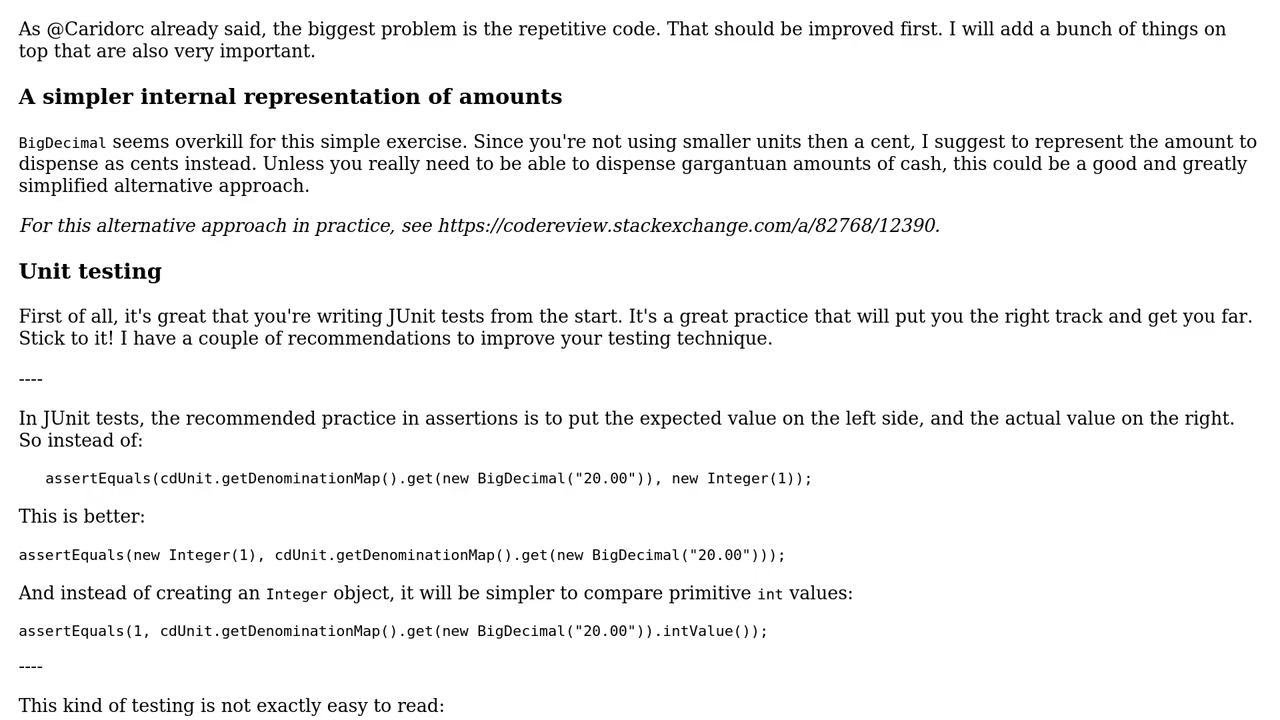 As @Caridorc already said, the biggest problem is the repetitive code. That should be improved first. I will add a bunch of things on
top that are also very important.
A simpler internal representation of amounts
BigDecimal seems overkill for this simple exercise. Since you're not using smaller units then a cent, I suggest to represent the amount to
dispense as cents instead. Unless you really need to be able to dispense gargantuan amounts of cash, this could be a good and greatly
simplified alternative approach.
For this alternative approach in practice, see https://codereview.stackexchange.com/a/82768/12390.
Unit testing
First of all, it's great that you're writing JUnit tests from the start. It's a great practice that will put you the right track and get you far.
Stick to it! I have a couple of recommendations to improve your testing technique.
----
In JUnit tests, the recommended practice in assertions is to put the expected value on the left side, and the actual value on the right.
So instead of:
assertEquals(cdUnit.getDenominationMap().get(new BigDecimal("20.00")), new Integer(1));
This is better:
assertEquals(new Integer(1), cdUnit.getDenominationMap().get(new BigDecimal("20.00")));
And instead of creating an Integer object, it will be simpler to compare primitive int values:
assertEquals(1, cdUnit.getDenominationMap().get(new BigDecimal("20.00")).intValue());
----
This kind of testing is not exactly easy to read: